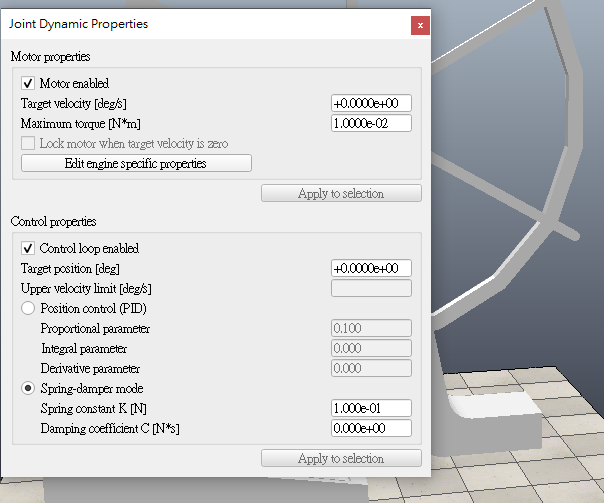 Joint Dynamic Properties
x
Motor properties
Motor enabled
Target velocity [deg/s] +0.0000e+00
Maximum torque [N*m] 1.0000e-02
Lock motor when target velocity is zero
Edit engine specific properties
Apply to selection
Control properties
Control loop enabled
Target position [deg] +0.0000e+00
Upper velocity limit [deg/s]
Position control (PID)
Proportional parameter 0.100
Integral parameter 0.000
Derivative parameter 0.000
Spring-damper mode
Spring constant K [N] 1.000e-01
Damping coefficient C [N*s] 0.000e+00
Apply to selection